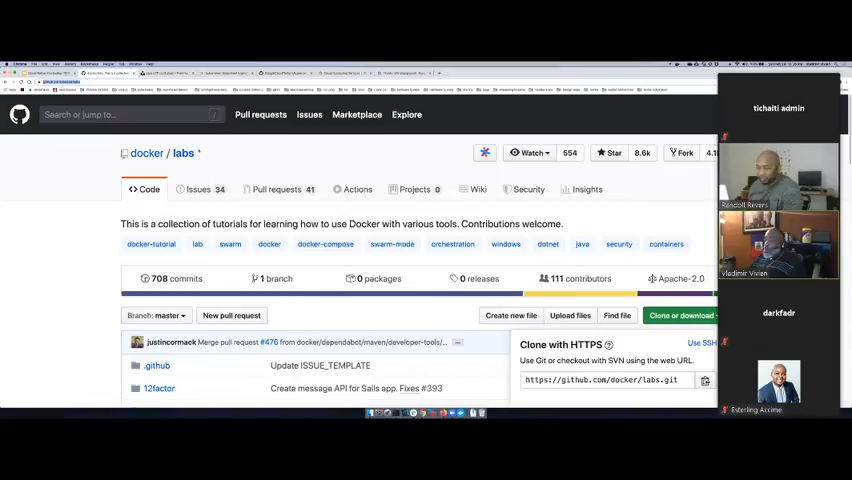 Search or jump to...
/
Pull requests
Issues
Marketplace
Explore
docker / labs
Watch
554
Star
8.6k
Fork
4.1
Code
Issues 34
Pull requests 41
Actions
Projects 0
Wiki
Security
Insights
This is a collection of tutorials for learning how to use Docker with various tools. Contributions welcome.
docker-tutorial lab swarm docker docker-compose swarm-mode orchestration windows dotnet java security containers
708 commits
1 branch
0 packages
0 releases
111 contributors
Apache-2.0
Branch: master
New pull request
Create new file
Upload files
Find file
Clone or download
justincormack Merge pull request #476 from docker/dependabot/maven/developer-tools/...
.github
Update ISSUE_TEMPLATE
12factor
Create message API for Sails app. Fixes #393
Clone with HTTPS
Use SSH
Use Git or checkout with SVN using the web URL.
https://github.com/docker/labs.git
tichaiti admin
Randoll Revers
Vladimir Vivien
darkfadr
Esterling Accime